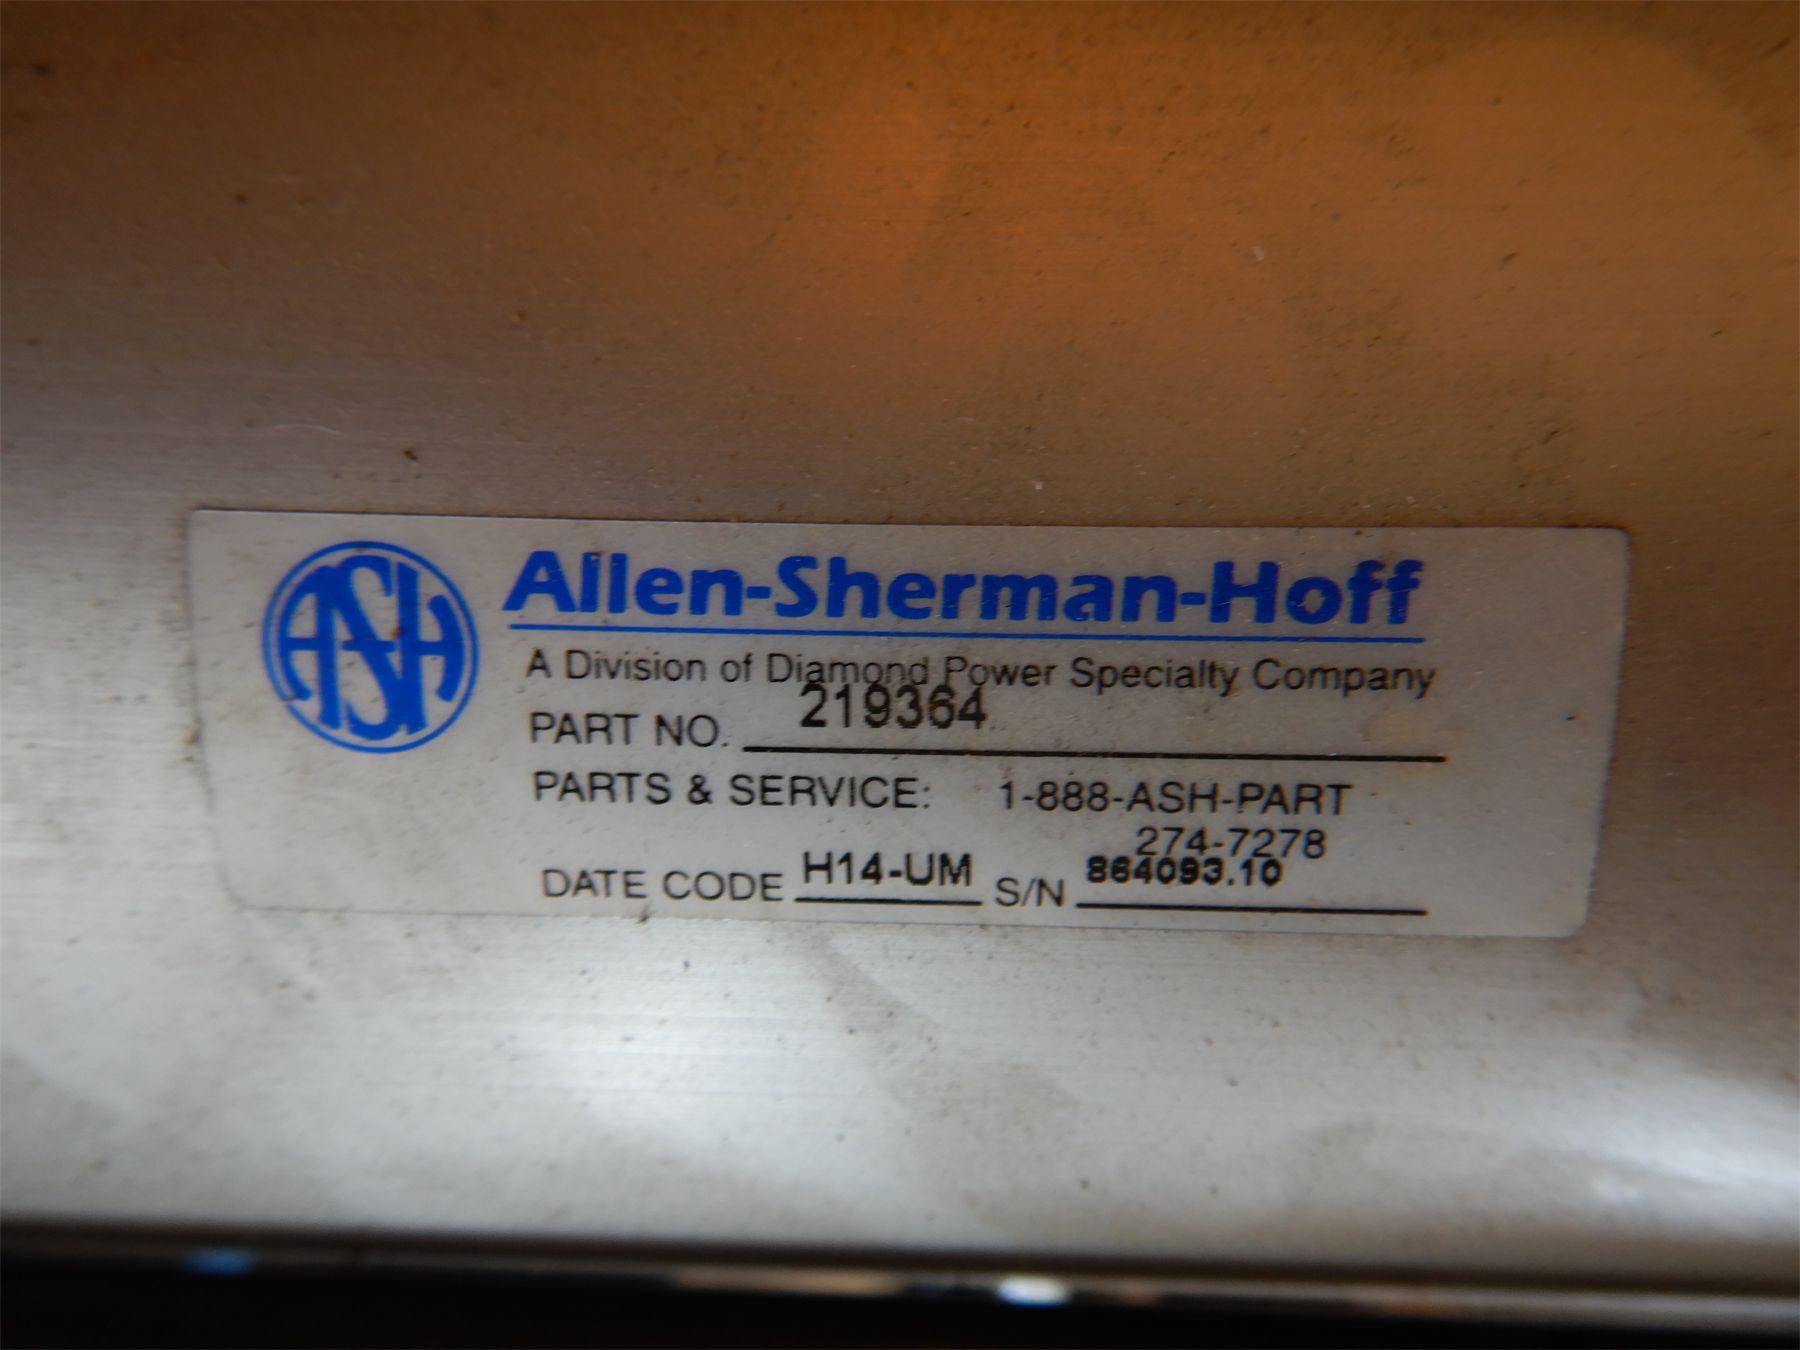 ASH
Allen-Sherman-Hoff
A Division of Diamond Power Specialty Company
PART NO. 219364
PARTS & SERVICE: 1-888-ASH-PART
274-7278
DATE CODE H14-UM S/N 864093.10